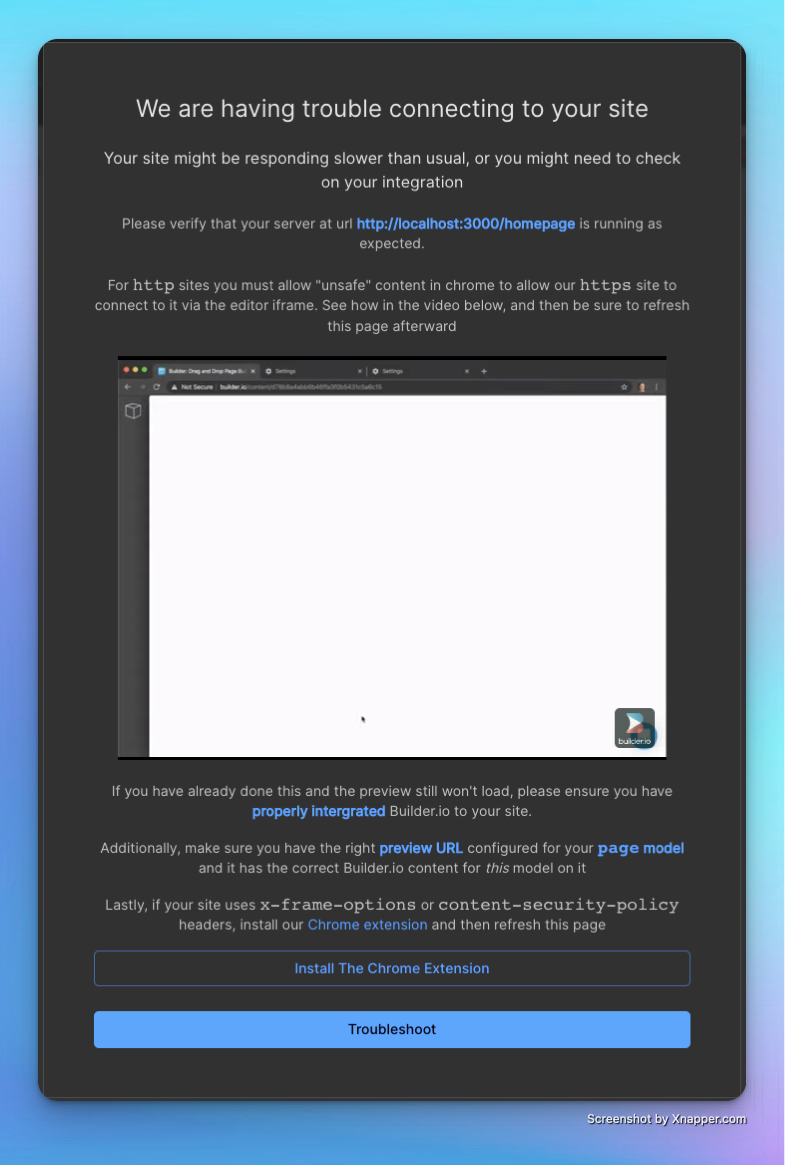 We are having trouble connecting to your site
Your site might be responding slower than usual, or you might need to check
on your integration
Please verify that your server at url http://localhost:3000/homepage is running as
expected.
For http sites you must allow "unsafe" content in chrome to allow our https site to
connect to it via the editor iframe. See how in the video below, and then be sure to refresh
this page afterward
Builder: Drag and Drop Page Bu
Settings
Settings
Not Secure
builder.io/content/
builder.io
If you have already done this and the preview still won't load, please ensure you have
properly intergrated Builder.io to your site.
Additionally, make sure you have the right preview URL configured for your page model
and it has the correct Builder.io content for this model on it
Lastly, if your site uses x-frame-options or content-security-policy
headers, install our Chrome extension and then refresh this page
Install The Chrome Extension
Troubleshoot
Screenshot by Xnapper.com